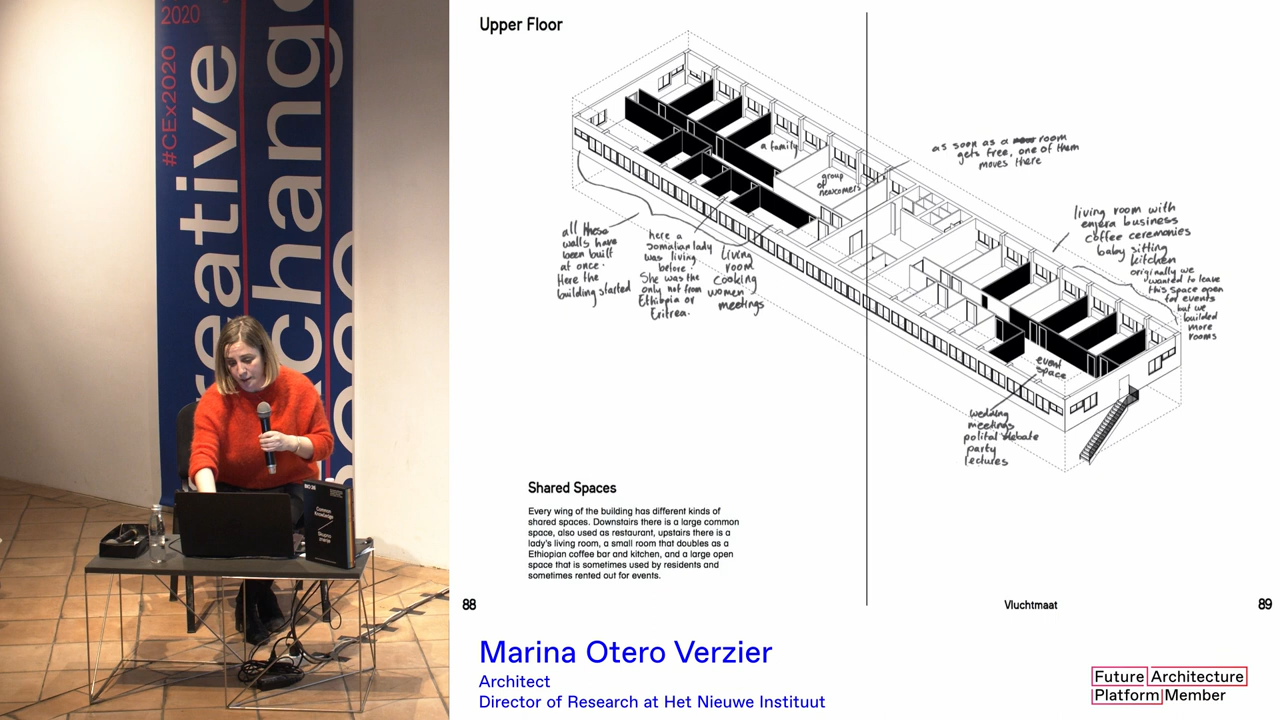 2020
#CEx2020
creative
xchange
Common
Knowledge
Skupno
znanje
Upper Floor
a family
group
of newcomers
as soon as a room
gets free, one of them
moves there
all these
walls have
been built
at once.
Here the
building started
here a
Somalian lady
was living
before.
She was the
only not from
Ethiopia or
Eritrea.
Living
room
cooking
women
meetings
living room with
enjera business
coffee ceremonies
baby sitting
kitchen
originally we
wanted to leave
this space open
for events
but we
builded
more
rooms
event
space
wedding
meetings
polital debate
party
lectures
Shared Spaces
Every wing of the building has different kinds of
shared spaces. Downstairs there is a large common
space, also used as restaurant, upstairs there is a
lady's living room, a small room that doubles as a
Ethiopian coffee bar and kitchen, and a large open
space that is sometimes used by residents and
sometimes rented out for events.
88
Vluchtmaat
89
Marina Otero Verzier
Architect
Director of Research at Het Nieuwe Instituut
Future Architecture
Platform Member